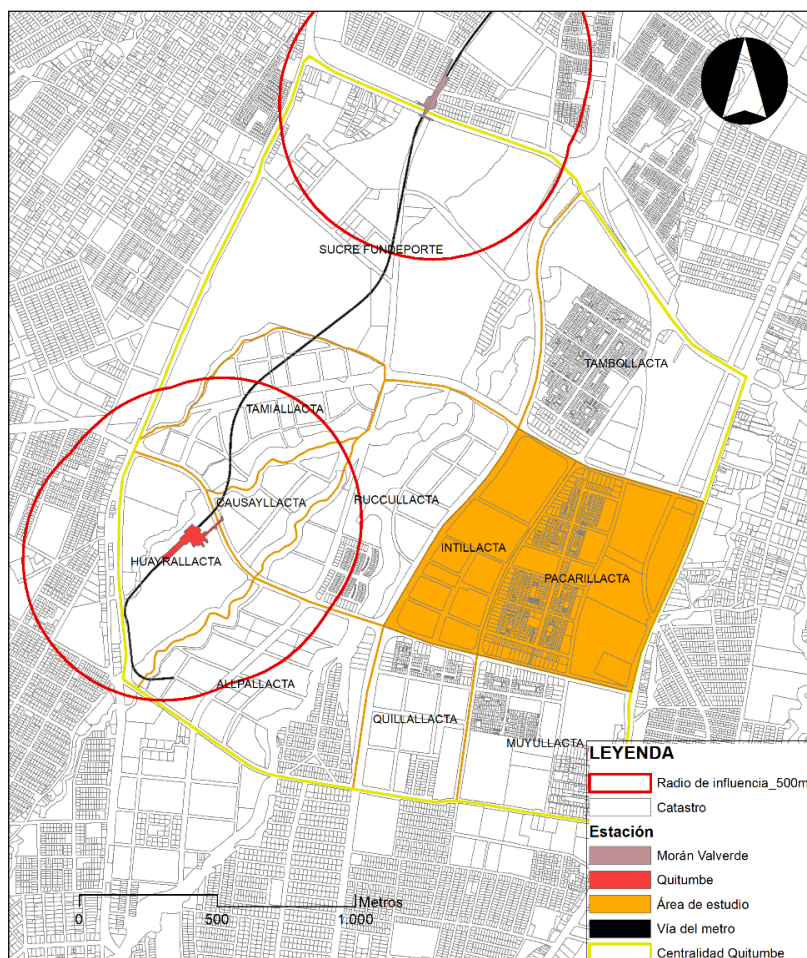 SUCRE FUNDEPORTE
TAMBOLLACTA
TAMIALLACTA
CAUSAYLLACTA
RUCCULLACTA
INTILLACTA
HUAYRALLACTA
PACARILLACTA
ALLPALLACTA
QUILLALLACTA
MUYULLACTA
LEYENDA
Radio de influencia_500m
Catastro
Estación
Morán Valverde
Quitumbe
Área de estudio
Vía del metro
Centralidad Quitumbe
Metros
0 500 1.000